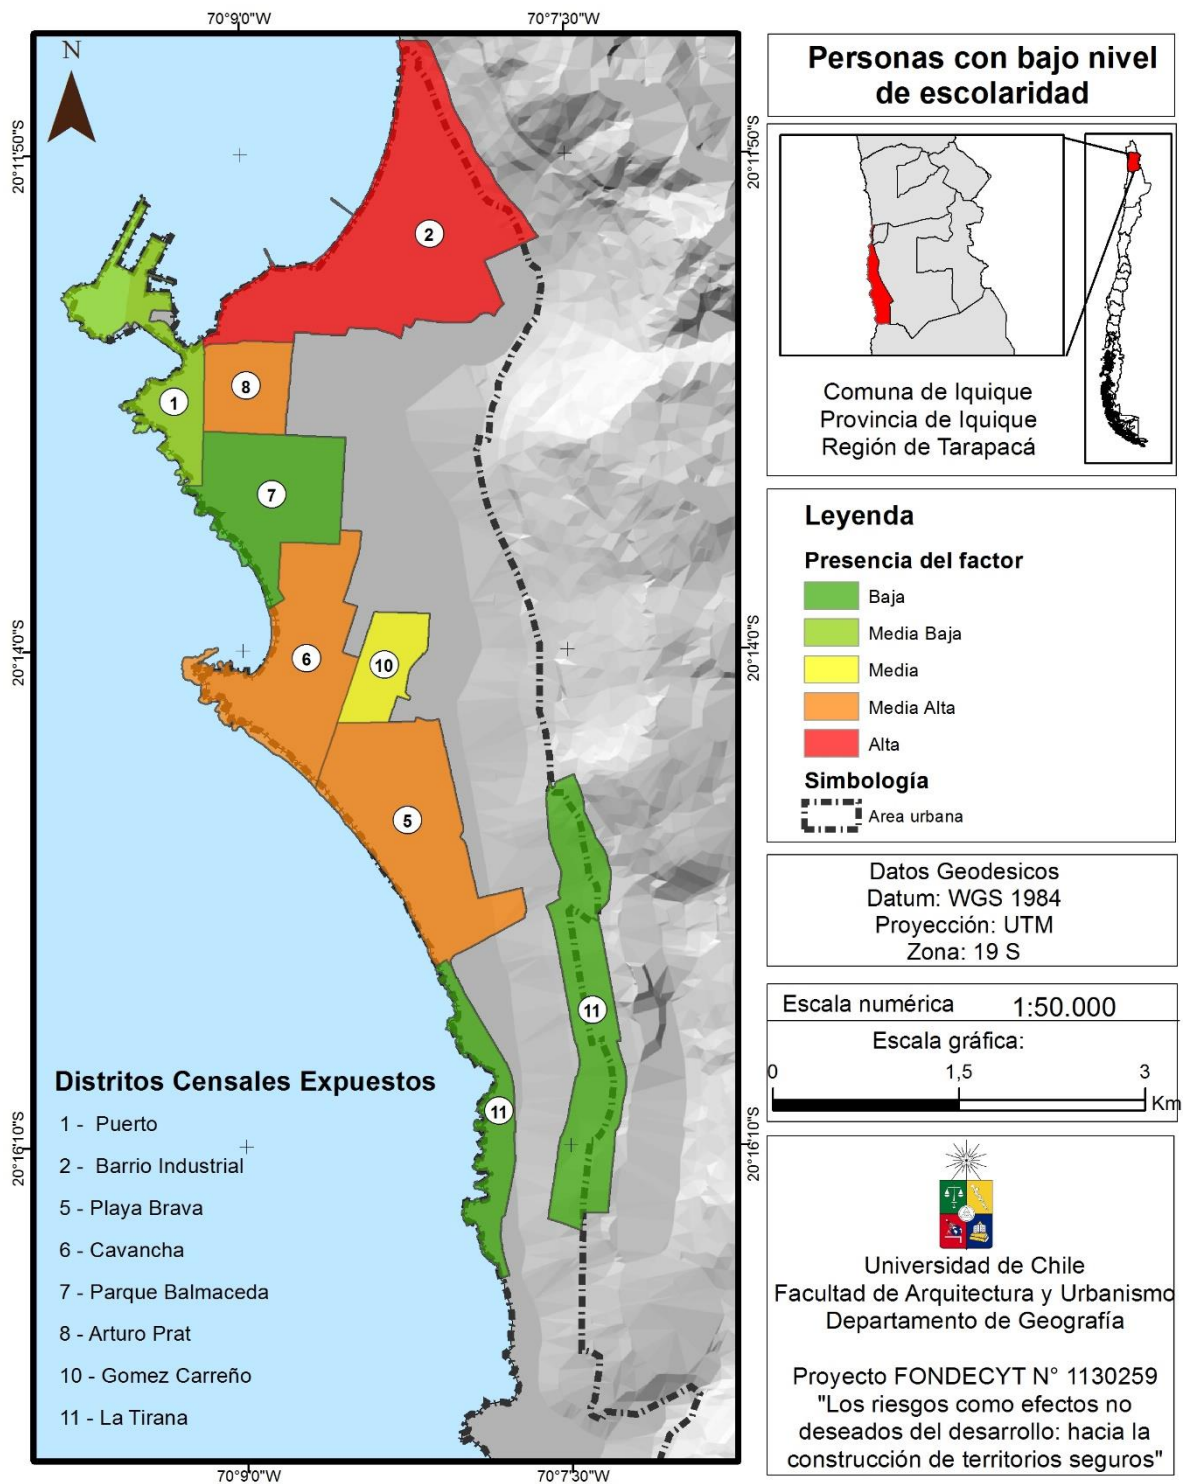 70°9'0"W
70°7'30"W
N
20°11'50"S
20°11'50"S
2
1
8
7
20°14'0"S
20°14'0"S
6
10
5
11
11
20°16'10"S
20°16'10"S
Distritos Censales Expuestos
1 - Puerto
2 - Barrio Industrial
5 - Playa Brava
6 - Cavancha
7 - Parque Balmaceda
8 - Arturo Prat
10 - Gomez Carreño
11 - La Tirana
70°9'0"W
70°7'30"W
Personas con bajo nivel
de escolaridad
Comuna de Iquique
Provincia de Iquique
Región de Tarapacá
Leyenda
Presencia del factor
Baja
Media Baja
Media
Media Alta
Alta
Simbología
Area urbana
Datos Geodesicos
Datum: WGS 1984
Proyección: UTM
Zona: 19 S
Escala numérica 1:50.000
Escala gráfica:
0 1,5 3
Km
Universidad de Chile
Facultad de Arquitectura y Urbanismo
Departamento de Geografía
Proyecto FONDECYT N° 1130259
"Los riesgos como efectos no
deseados del desarrollo: hacia la
construcción de territorios seguros"